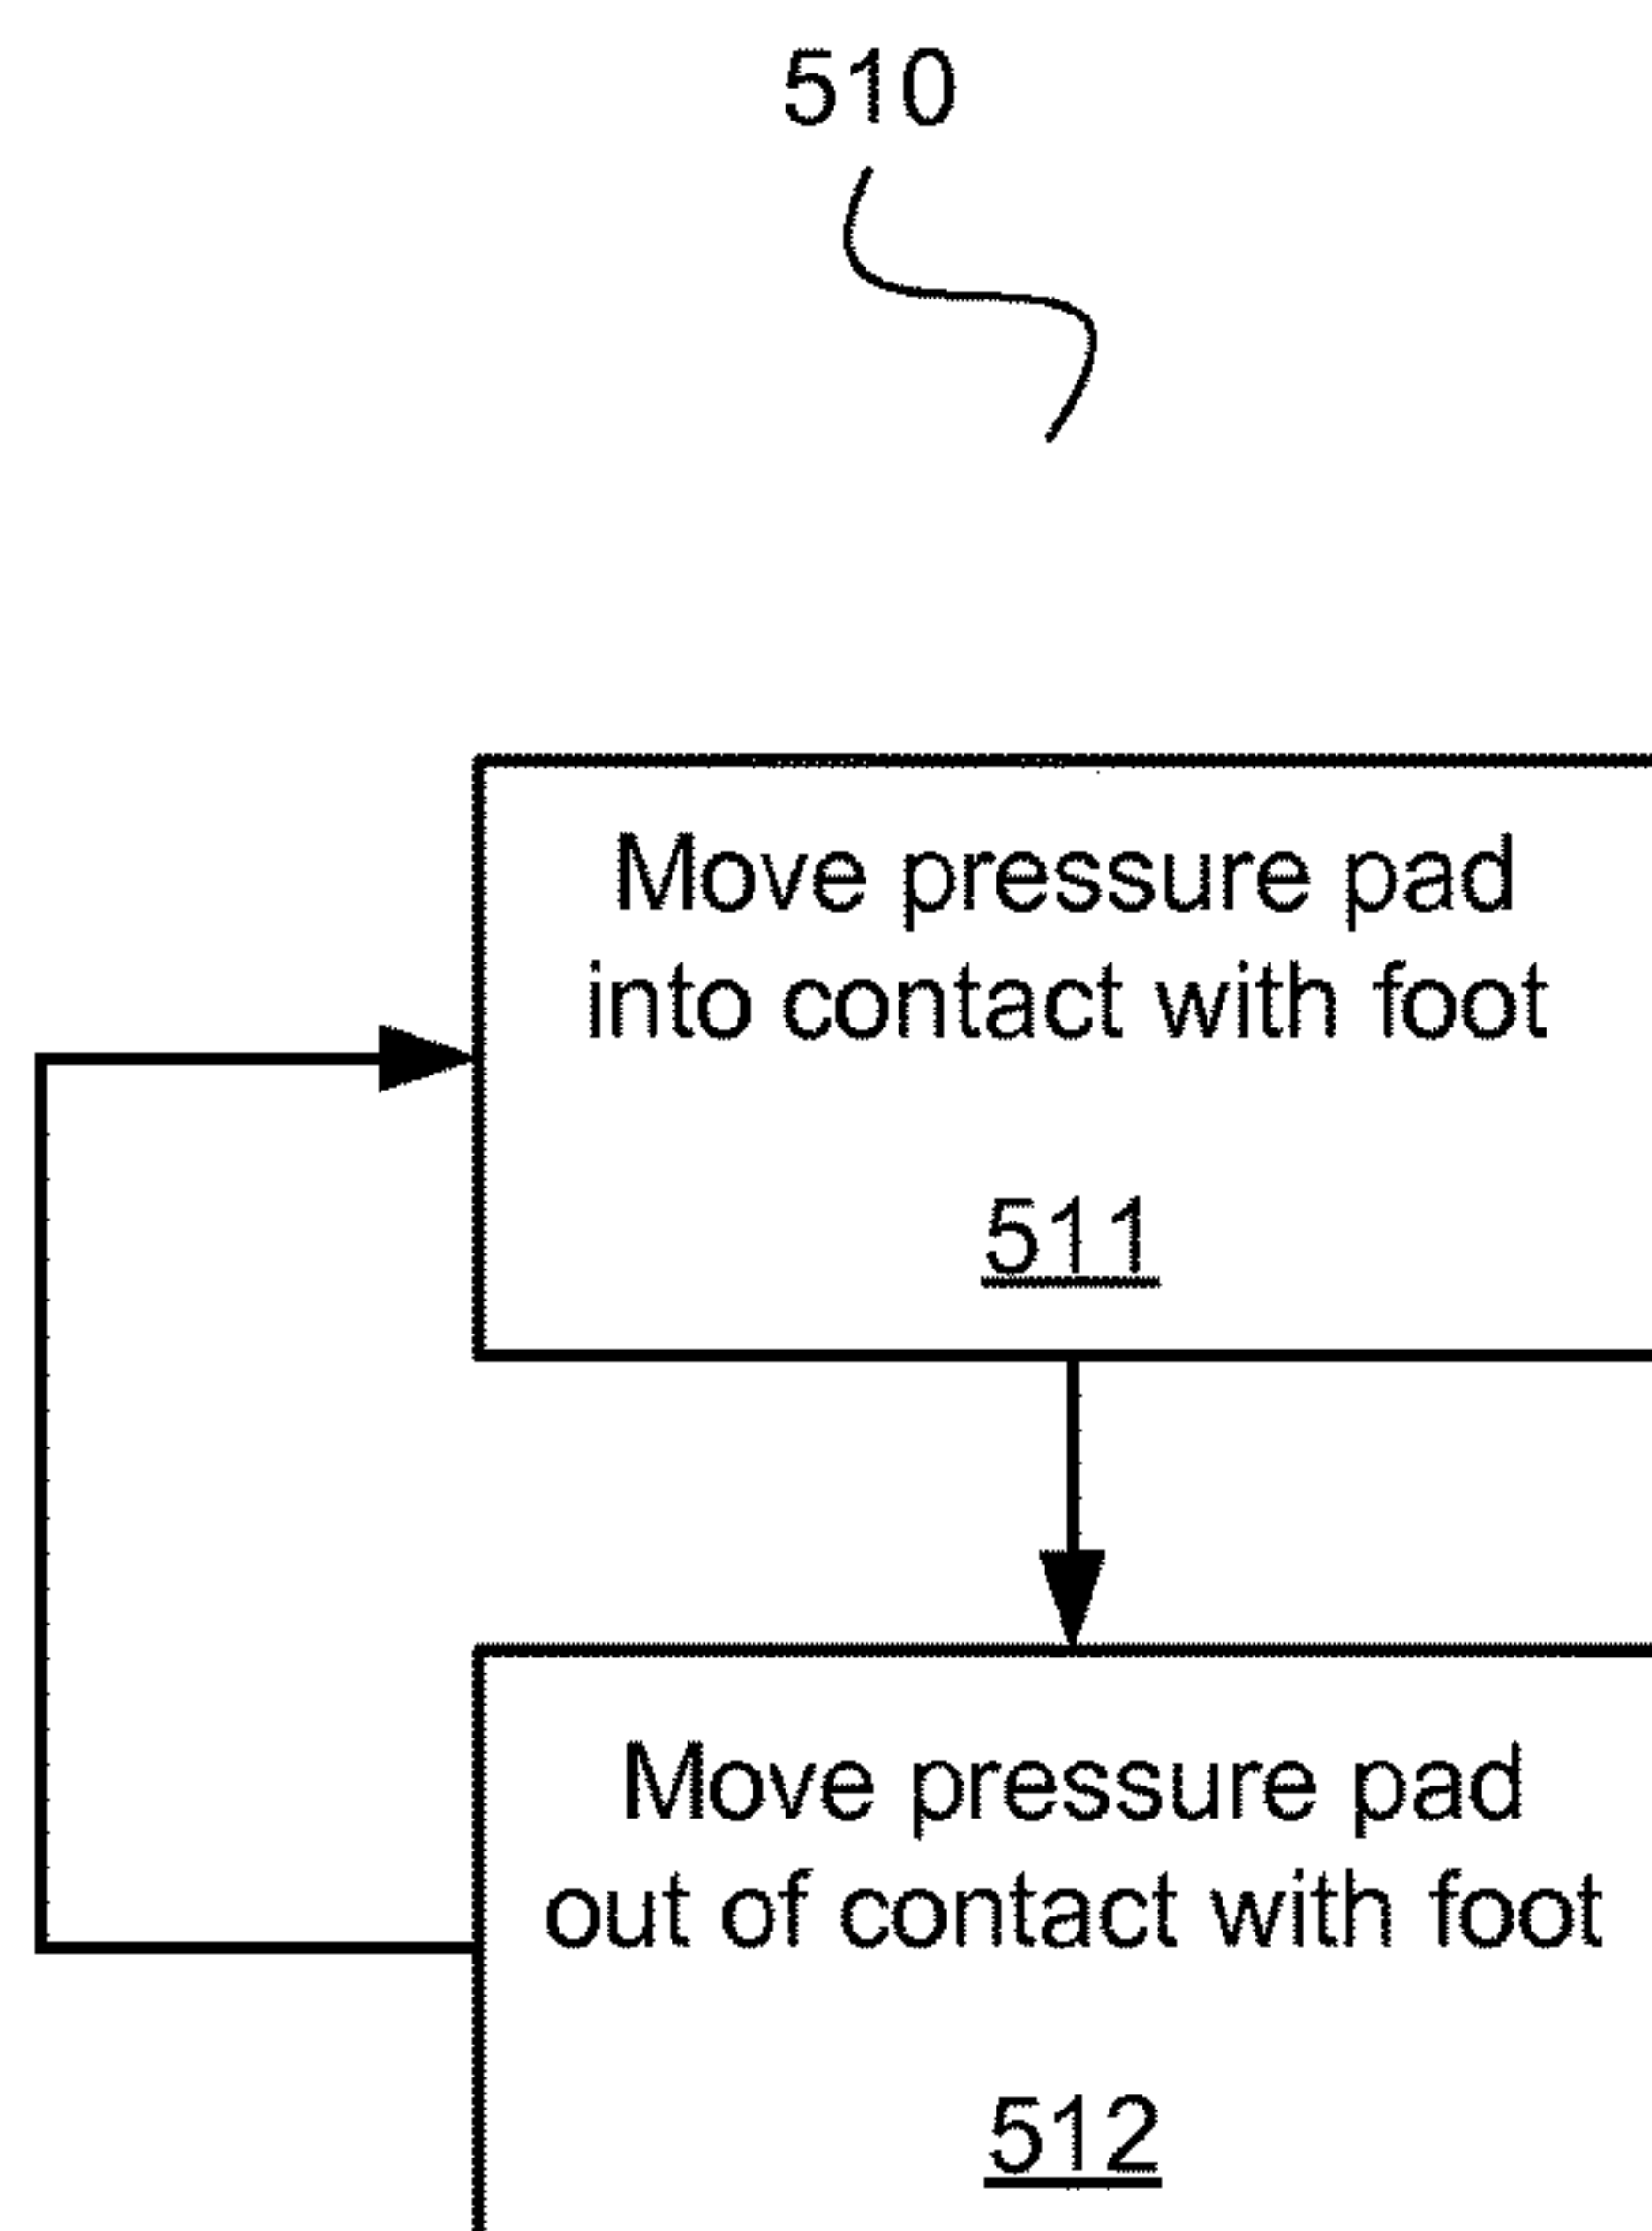 510
Move pressure pad
into contact with foot
511
Move pressure pad
out of contact with foot
512